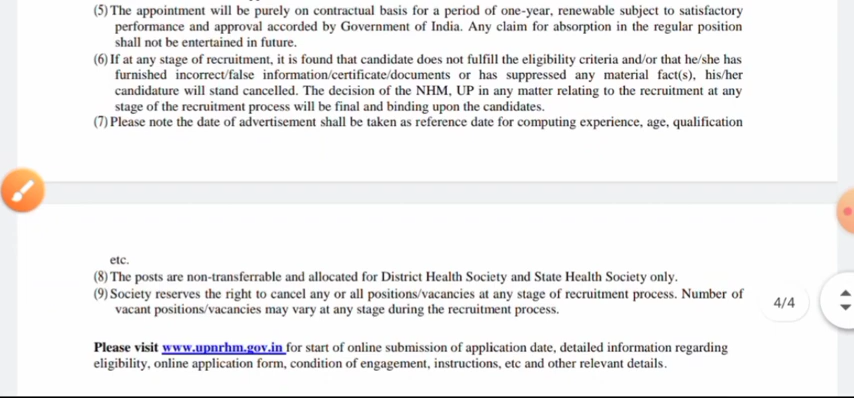 (5) The appointment will be purely on contractual basis for a period of one-year, renewable subject to satisfactory
performance and approval accorded by Government of India. Any claim for absorption in the regular position
shall not be entertained in future.
(6) If at any stage of recruitment, it is found that candidate does not fulfill the eligibility criteria and/or that he/she has
furnished incorrect/false information/certificate/documents or has suppressed any material fact(s), his/her
candidature will stand cancelled. The decision of the NHM, UP in any matter relating to the recruitment at any
stage of the recruitment process will be final and binding upon the candidates.
(7) Please note the date of advertisement shall be taken as reference date for computing experience, age, qualification
etc.
(8) The posts are non-transferrable and allocated for District Health Society and State Health Society only.
(9) Society reserves the right to cancel any or all positions/vacancies at any stage of recruitment process. Number of
vacant positions/vacancies may vary at any stage during the recruitment process.
4/4
Please visit www.upnrhm.gov.in for start of online submission of application date, detailed information regarding
eligibility, online application form, condition of engagement, instructions, etc and other relevant details.